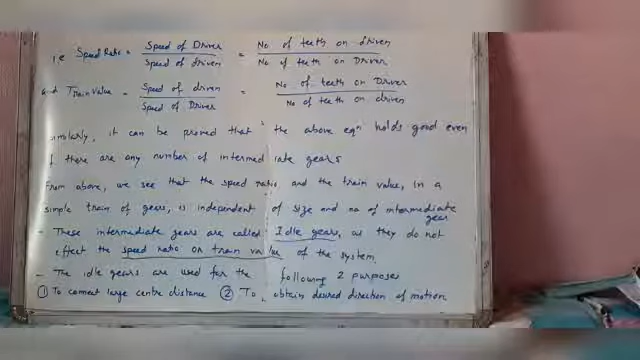 i.e Speed Ratio = Speed of Driver / Speed of driven = No of teeth on driven / No of teeth on Driver
and Train value = Speed of driven / Speed of Driver = No. of teeth on Driver / No of teeth on driven
Similarly, it can be proved that the above eqn holds good even
if there are any number of intermediate gears
From above, we see that the speed ratio and the train value, in a
simple train of gears, is independent of size and no of intermediate
gear
- These intermediate gears are called Idle gears, as they do not
effect the speed ratio or train value of the system.
- The idle gears are used for the following 2 purposes
① To connect large centre distance ② To obtain desired direction of motion